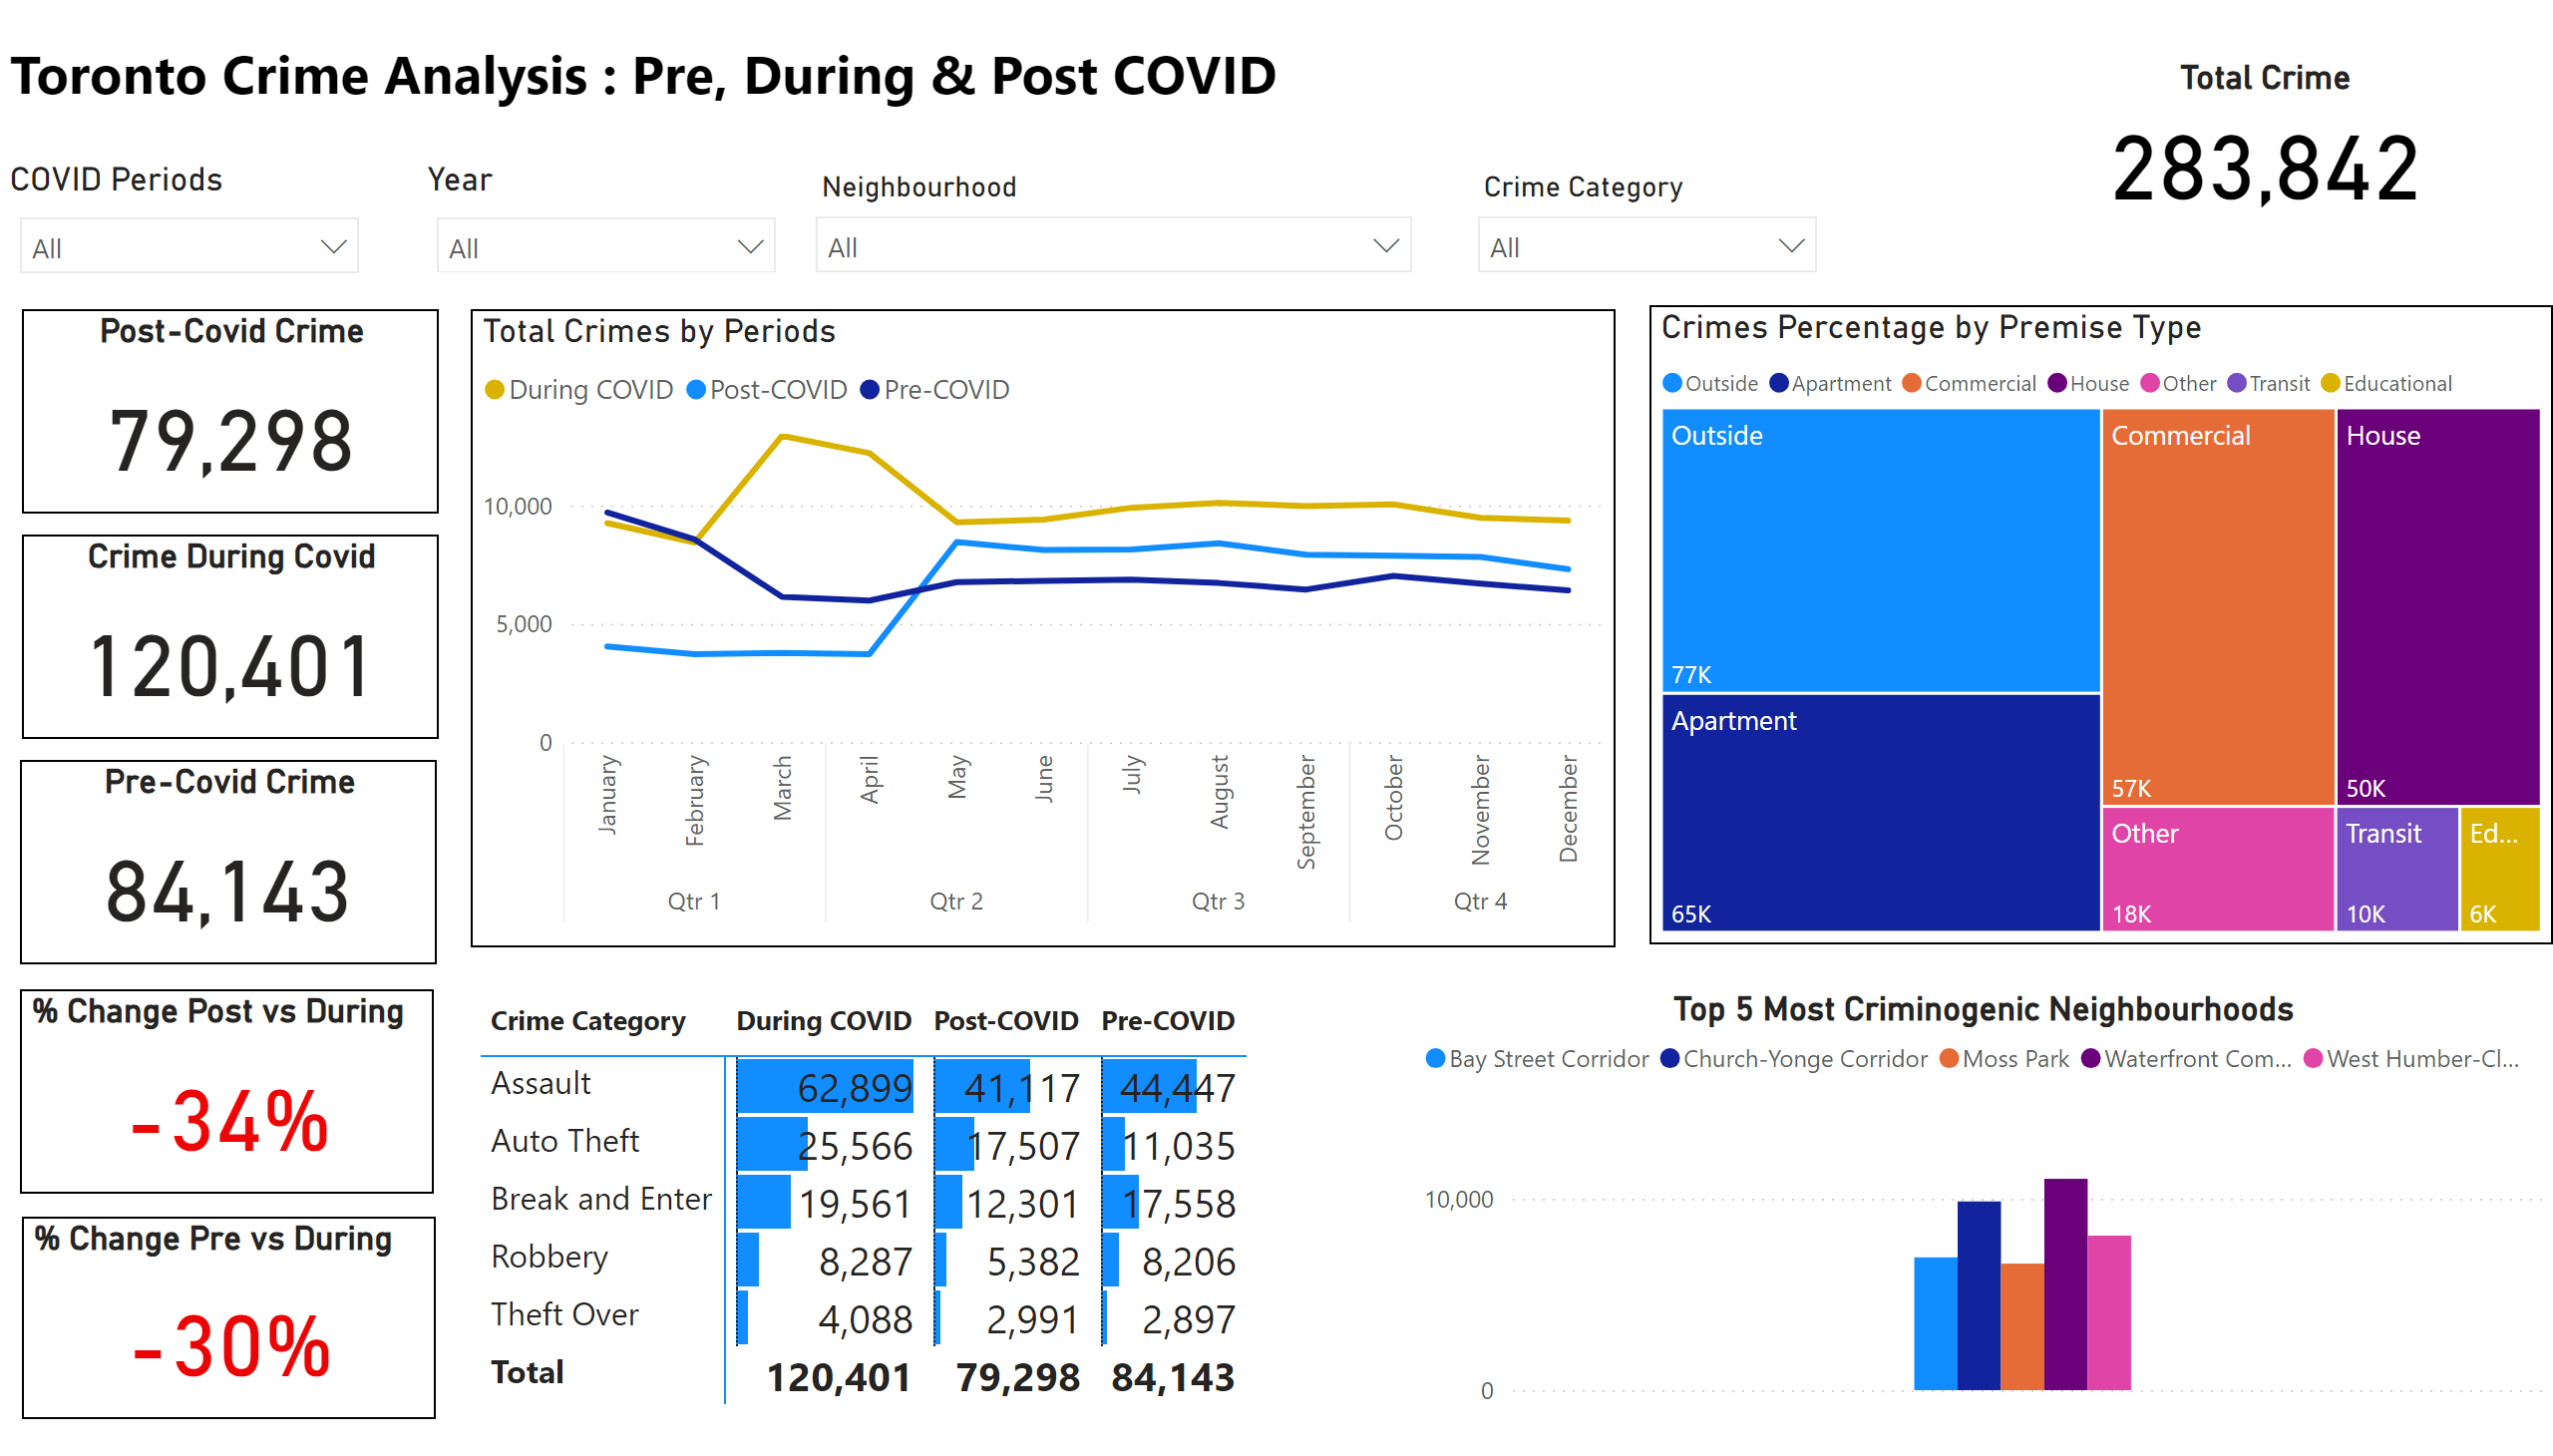 Toronto Crime Analysis : Pre, During & Post COVID
Total Crime
283,842
COVID Periods
All
Year
All
Neighbourhood
All
Crime Category
All
Post-Covid Crime
79,298
Crime During Covid
120,401
Pre-Covid Crime
84,143
% Change Post vs During
-34%
% Change Pre vs During
-30%
Total Crimes by Periods
During COVID Post-COVID Pre-COVID
10,000
5,000
0
January February March April May June July August September October November December
Qtr 1 Qtr 2 Qtr 3 Qtr 4
Crimes Percentage by Premise Type
Outside Apartment Commercial House Other Transit Educational
Outside
77K
Apartment
65K
Commercial
57K
House
50K
Other
18K
Transit
10K
Ed...
6K
Crime Category During COVID Post-COVID Pre-COVID
Assault 62,899 41,117 44,447
Auto Theft 25,566 17,507 11,035
Break and Enter 19,561 12,301 17,558
Robbery 8,287 5,382 8,206
Theft Over 4,088 2,991 2,897
Total 120,401 79,298 84,143
Top 5 Most Criminogenic Neighbourhoods
Bay Street Corridor Church-Yonge Corridor Moss Park Waterfront Com... West Humber-Cl...
10,000
0